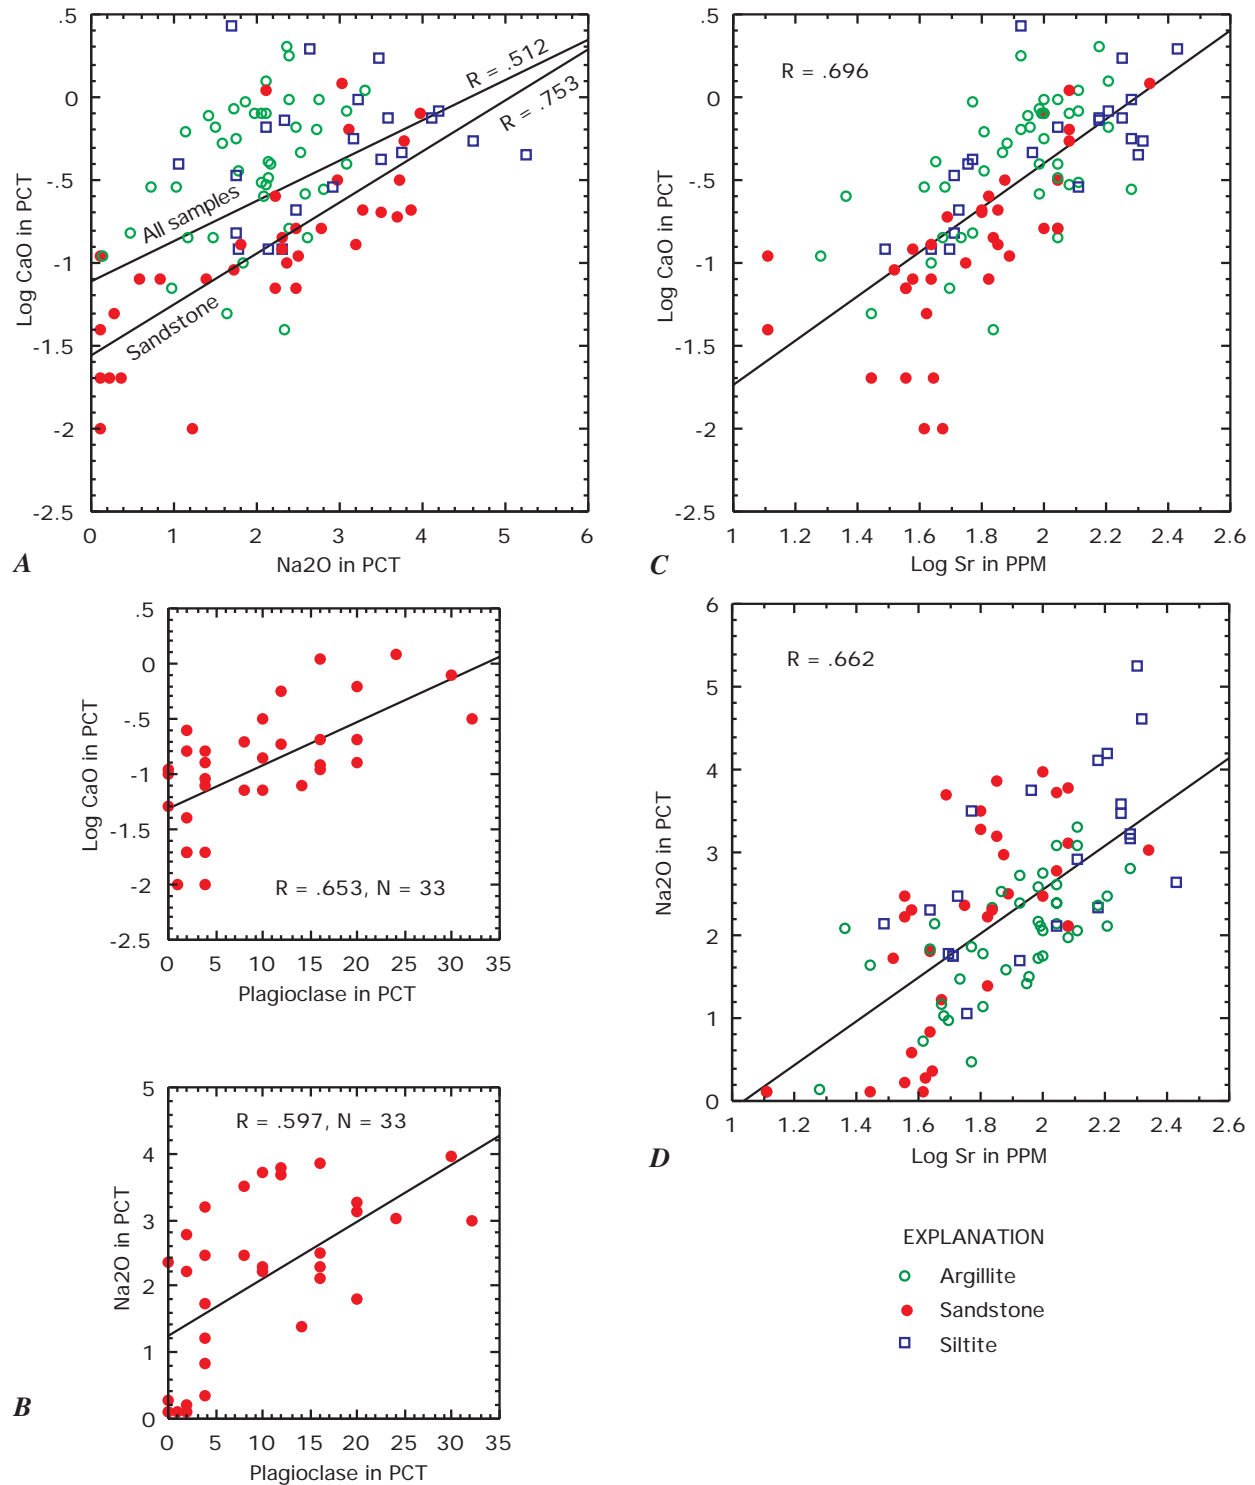 .5
0
-.5
-1
-1.5
-2
-2.5
Log CaO in PCT
R = .512
R = .753
All samples
Sandstone
0 1 2 3 4 5 6
Na2O in PCT
A
.5
0
-.5
-1
-1.5
-2
-2.5
Log CaO in PCT
R = .696
1 1.2 1.4 1.6 1.8 2 2.2 2.4 2.6
Log Sr in PPM
C
.5
0
-.5
-1
-1.5
-2
-2.5
Log CaO in PCT
R = .653, N = 33
0 5 10 15 20 25 30 35
Plagioclase in PCT
5
4
3
2
1
0
Na2O in PCT
R = .597, N = 33
0 5 10 15 20 25 30 35
Plagioclase in PCT
B
6
5
4
3
2
1
0
Na2O in PCT
R = .662
1 1.2 1.4 1.6 1.8 2 2.2 2.4 2.6
Log Sr in PPM
D
EXPLANATION
Argillite
Sandstone
Siltite